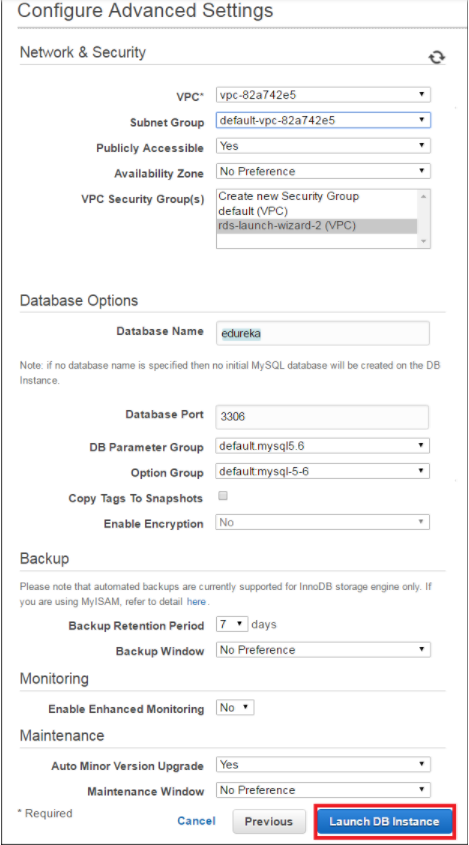 Configure Advanced Settings
Network & Security
VPC* vpc-82a742e5
Subnet Group default-vpc-82a742e5
Publicly Accessible Yes
Availability Zone No Preference
VPC Security Group(s) Create new Security Group
default (VPC)
rds-launch-wizard-2 (VPC)
Database Options
Database Name edureka
Note: if no database name is specified then no initial MySQL database will be created on the DB
Instance.
Database Port 3306
DB Parameter Group default.mysql5.6
Option Group default:mysql-5-6
Copy Tags To Snapshots
Enable Encryption No
Backup
Please note that automated backups are currently supported for InnoDB storage engine only. If
you are using MyISAM, refer to detail here.
Backup Retention Period 7 days
Backup Window No Preference
Monitoring
Enable Enhanced Monitoring No
Maintenance
Auto Minor Version Upgrade Yes
Maintenance Window No Preference
* Required Cancel Previous Launch DB Instance